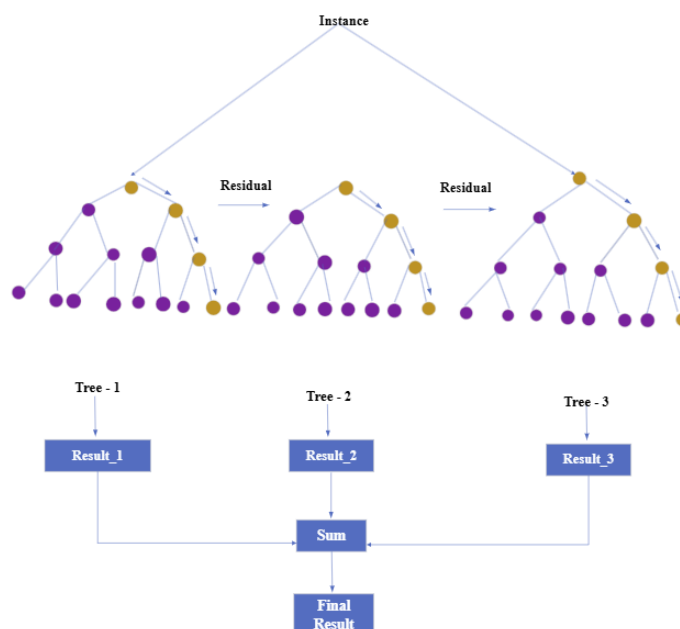 Instance
Residual
Residual
Tree - 1
Tree - 2
Tree - 3
Result_1
Result_2
Result_3
Sum
Final
Result